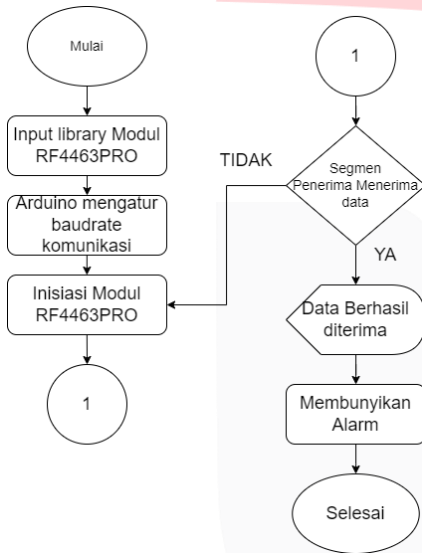 Mulai
Input library Modul
RF4463PRO
Arduino mengatur
baudrate
komunikasi
Inisiasi Modul
RF4463PRO
1
1
Segmen
Penerima Menerima
data
TIDAK
YA
Data Berhasil
diterima
Membunyikan
Alarm
Selesai